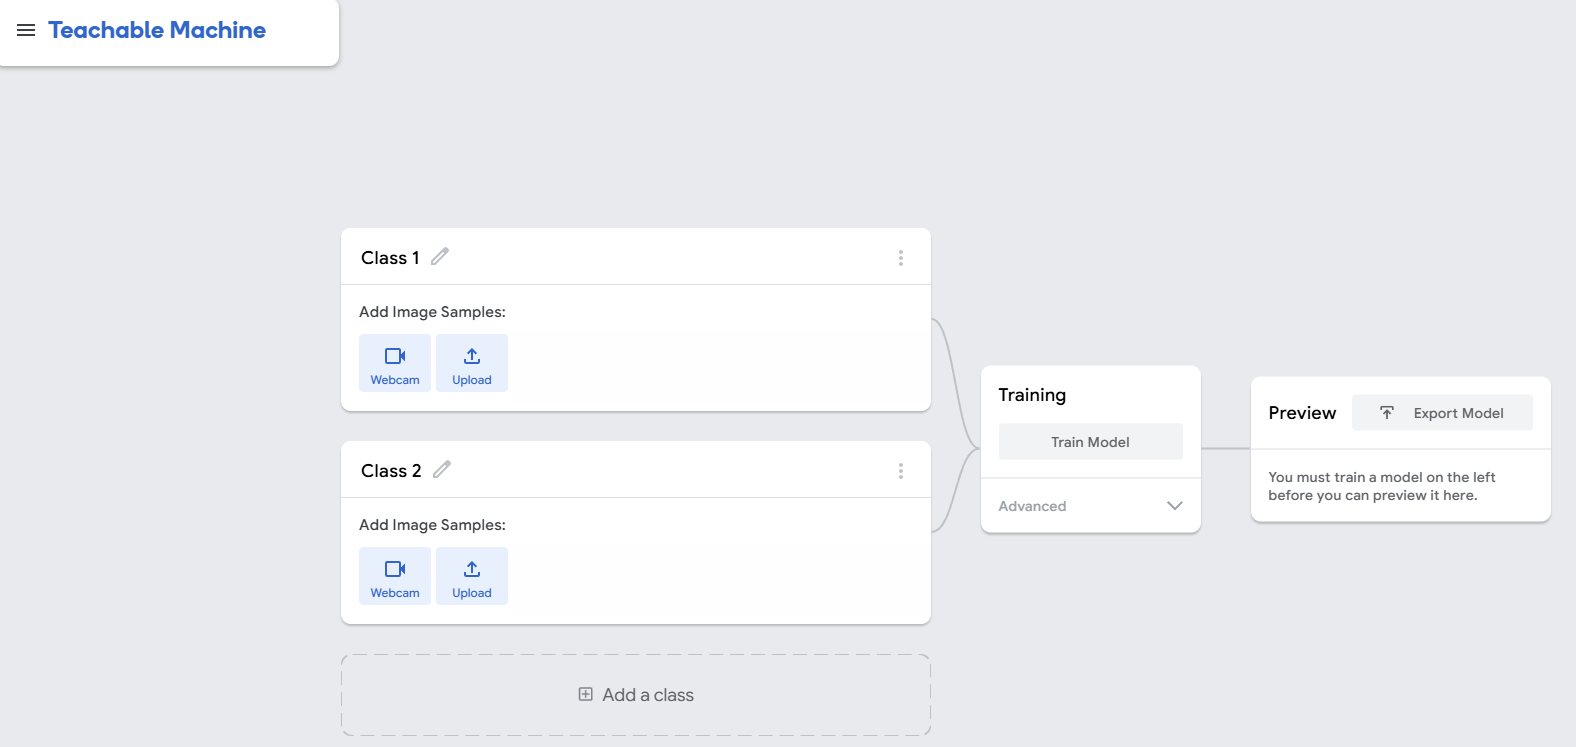 Teachable Machine
Class 1
Add Image Samples:
Webcam
Upload
Class 2
Add Image Samples:
Webcam
Upload
Add a class
Training
Train Model
Advanced
Preview
Export Model
You must train a model on the left
before you can preview it here.